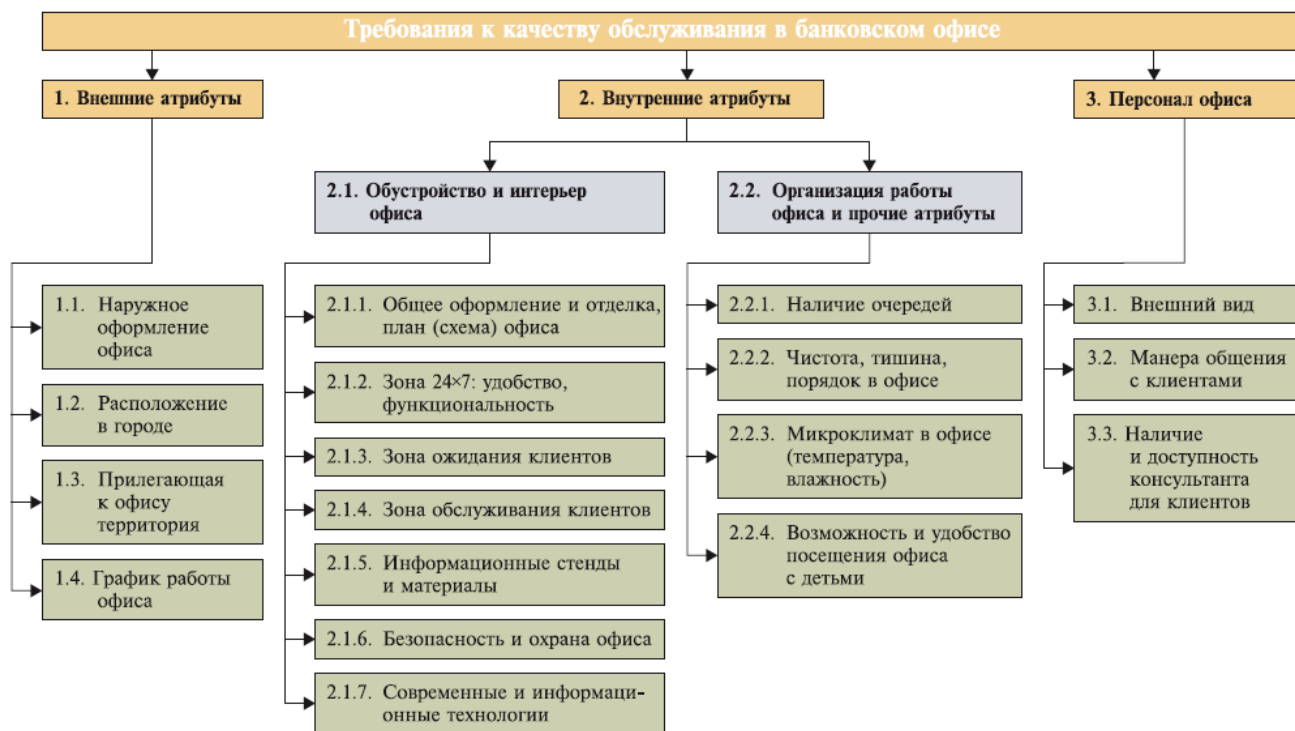 Требования к качеству обслуживания в банковском офисе
1. Внешние атрибуты
2. Внутренние атрибуты
3. Персонал офиса
2.1. Обустройство и интерьер
офиса
2.2. Организация работы
офиса и прочие атрибуты
1.1. Наружное
оформление
офиса
1.2. Расположение
в городе
1.3. Прилегающая
к офису
территория
1.4. График работы
офиса
2.1.1. Общее оформление и отделка,
план (схема) офиса
2.1.2. Зона 24×7: удобство,
функциональность
2.1.3. Зона ожидания клиентов
2.1.4. Зона обслуживания клиентов
2.1.5. Информационные стенды
и материалы
2.1.6. Безопасность и охрана офиса
2.1.7. Современные и информаци-
онные технологии
2.2.1. Наличие очередей
2.2.2. Чистота, тишина,
порядок в офисе
2.2.3. Микроклимат в офисе
(температура,
влажность)
2.2.4. Возможность и удобство
посещения офиса
с детьми
3.1. Внешний вид
3.2. Манера общения
с клиентами
3.3. Наличие
и доступность
консультанта
для клиентов